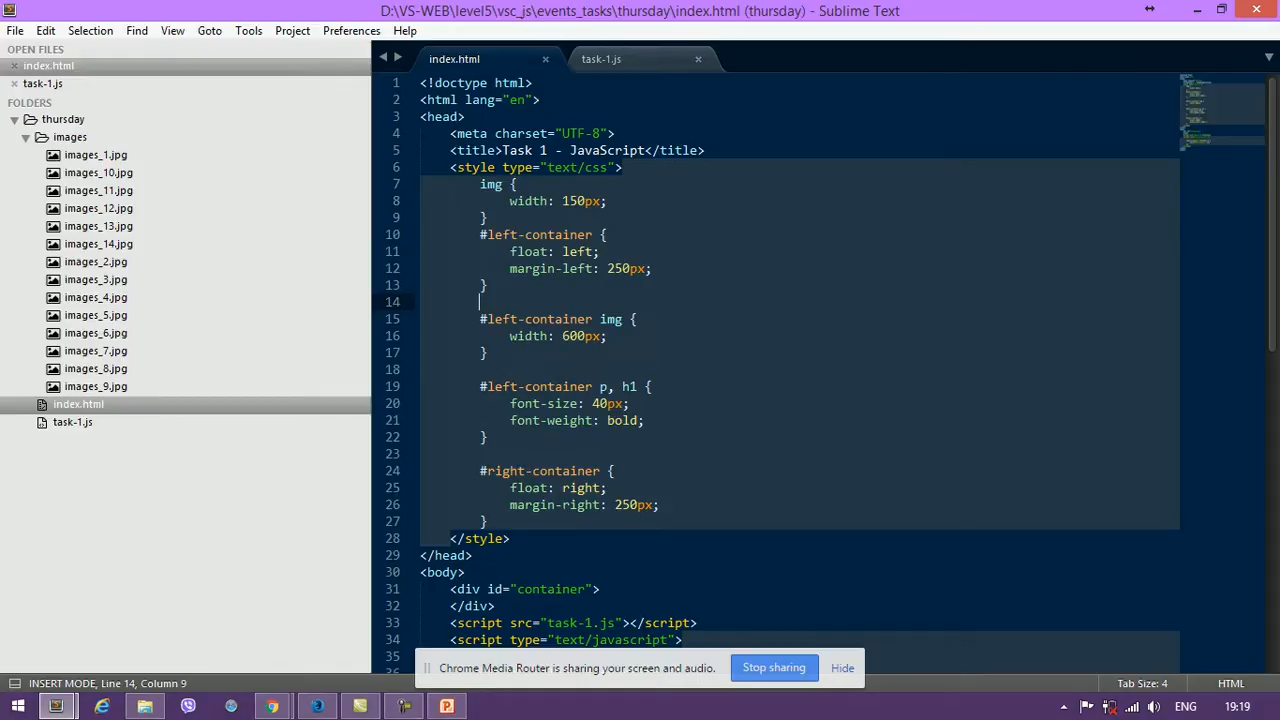 D:\VS-WEB\level5\vsc_js\events_tasks\thursday\index.html (thursday) - Sublime Text
File Edit Selection Find View Goto Tools Project Preferences Help
OPEN FILES
index.html
task-1.js
FOLDERS
thursday
images
images_1.jpg
images_10.jpg
images_11.jpg
images_12.jpg
images_13.jpg
images_14.jpg
images_2.jpg
images_3.jpg
images_4.jpg
images_5.jpg
images_6.jpg
images_7.jpg
images_8.jpg
images_9.jpg
index.html
task-1.js
index.html
task-1.js
1 <!doctype html>
2 <html lang="en">
3 <head>
4 <meta charset="UTF-8">
5 <title>Task 1 - JavaScript</title>
6 <style type="text/css">
7 img {
8 width: 150px;
9 }
10 #left-container {
11 float: left;
12 margin-left: 250px;
13 }
14
15 #left-container img {
16 width: 600px;
17 }
18
19 #left-container p, h1 {
20 font-size: 40px;
21 font-weight: bold;
22 }
23
24 #right-container {
25 float: right;
26 margin-right: 250px;
27 }
28 </style>
29 </head>
30 <body>
31 <div id="container">
32 </div>
33 <script src="task-1.js"></script>
34 <script type="text/javascript">
35
36
Chrome Media Router is sharing your screen and audio. Stop sharing Hide
INSERT MODE, Line 14, Column 9 Tab Size: 4 HTML
ENG 19:19